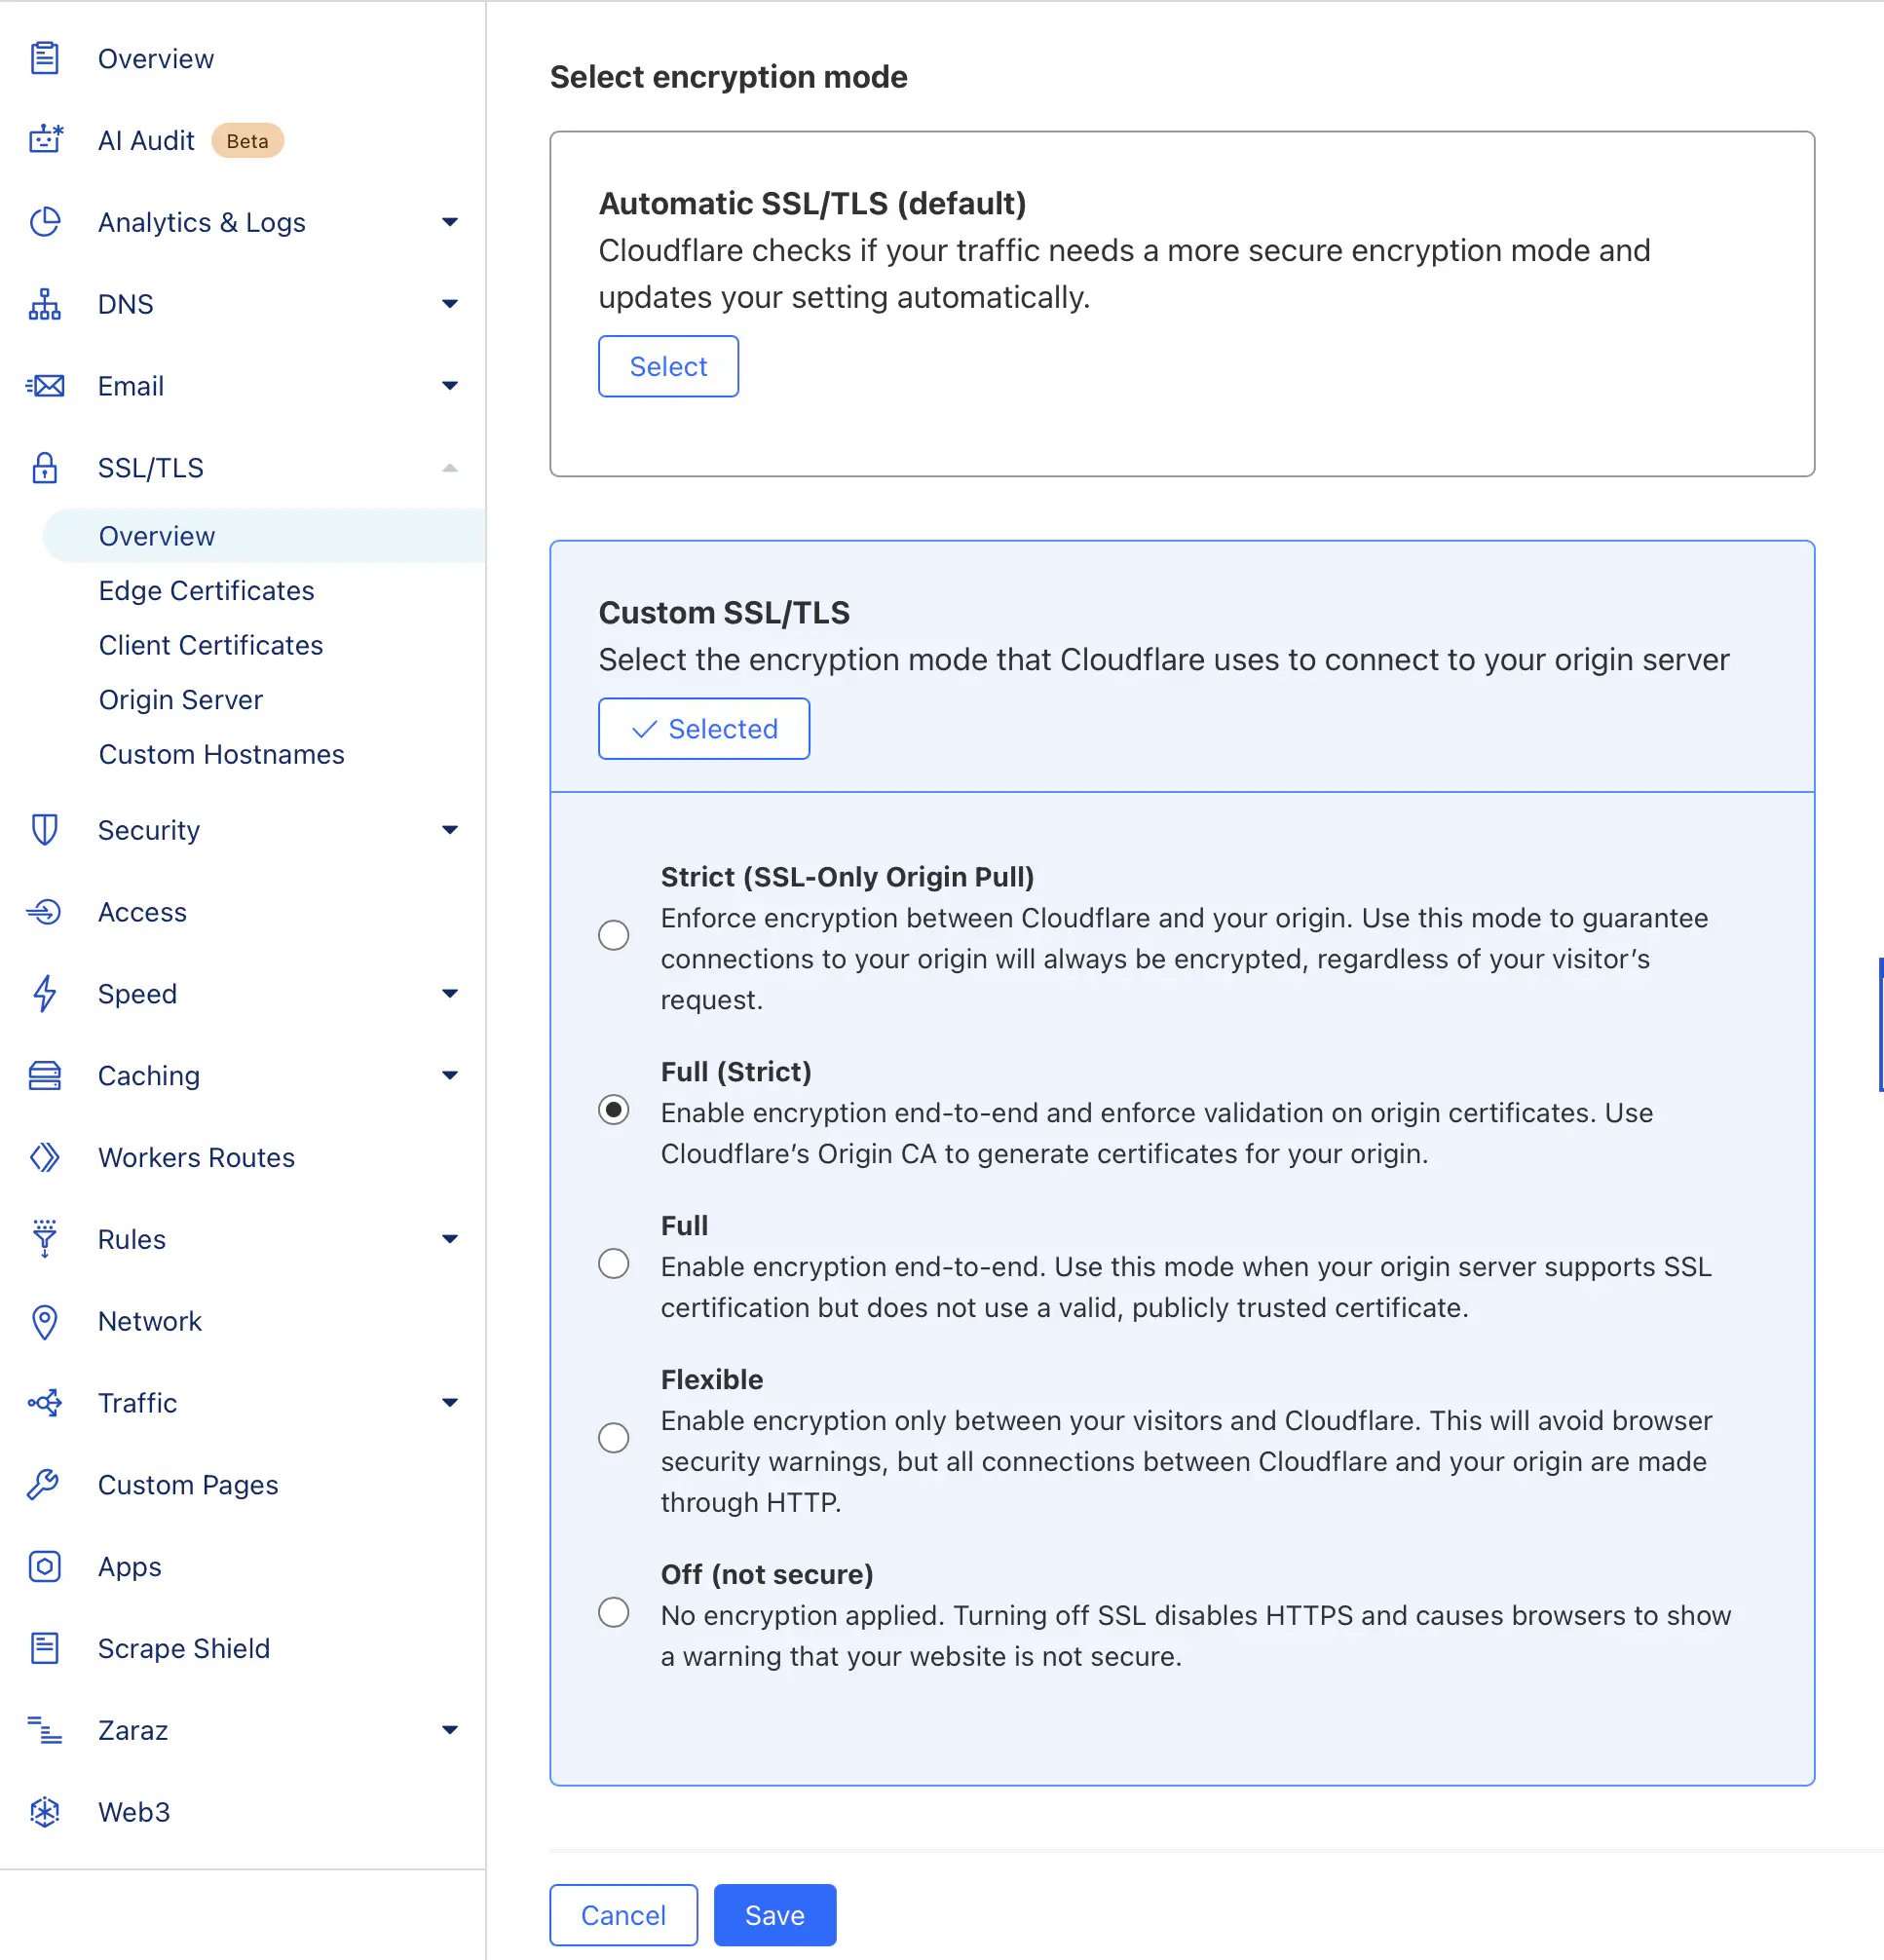 Overview
AI Audit Beta
Analytics & Logs
DNS
Email
SSL/TLS
Overview
Edge Certificates
Client Certificates
Origin Server
Custom Hostnames
Security
Access
Speed
Caching
Workers Routes
Rules
Network
Traffic
Custom Pages
Apps
Scrape Shield
Zaraz
Web3
Select encryption mode
Automatic SSL/TLS (default)
Cloudflare checks if your traffic needs a more secure encryption mode and
updates your setting automatically.
Select
Custom SSL/TLS
Select the encryption mode that Cloudflare uses to connect to your origin server
Selected
Strict (SSL-Only Origin Pull)
Enforce encryption between Cloudflare and your origin. Use this mode to guarantee
connections to your origin will always be encrypted, regardless of your visitor’s
request.
Full (Strict)
Enable encryption end-to-end and enforce validation on origin certificates. Use
Cloudflare’s Origin CA to generate certificates for your origin.
Full
Enable encryption end-to-end. Use this mode when your origin server supports SSL
certification but does not use a valid, publicly trusted certificate.
Flexible
Enable encryption only between your visitors and Cloudflare. This will avoid browser
security warnings, but all connections between Cloudflare and your origin are made
through HTTP.
Off (not secure)
No encryption applied. Turning off SSL disables HTTPS and causes browsers to show
a warning that your website is not secure.
Cancel
Save